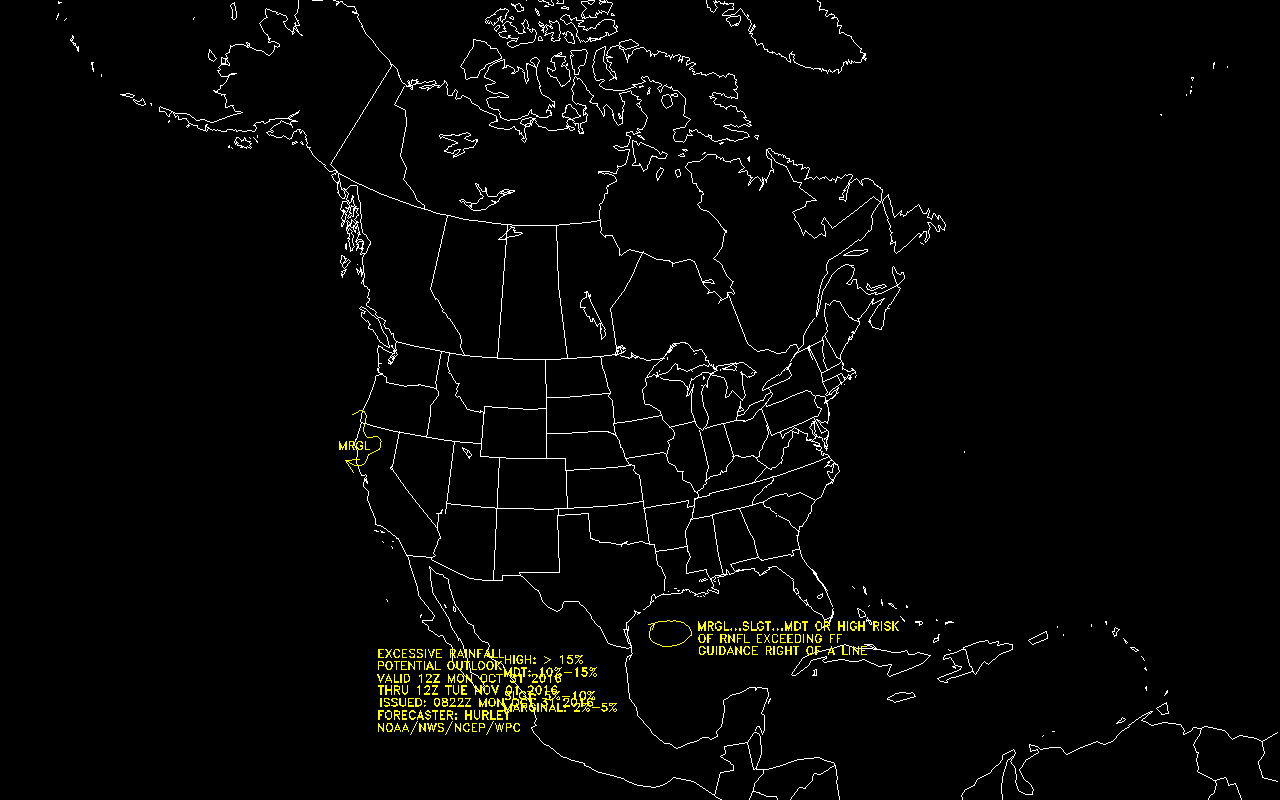 MRGL
MRGL...SLGT...MDT OR HIGH RISK
OF RNFL EXCEEDING FF
GUIDANCE RIGHT OF A LINE
EXCESSIVE RAINFALL
POTENTIAL OUTLOOK
VALID 12Z MON OCT 31 2016
THRU 12Z TUE NOV 01 2016
ISSUED: 0822Z MON OCT 31 2016
FORECASTER: HURLEY
NOAA/NWS/NCEP/WPC
HIGH: > 15%
MDT: 10%-15%
SLGT: 5%-10%
MARGINAL: 2%-5%